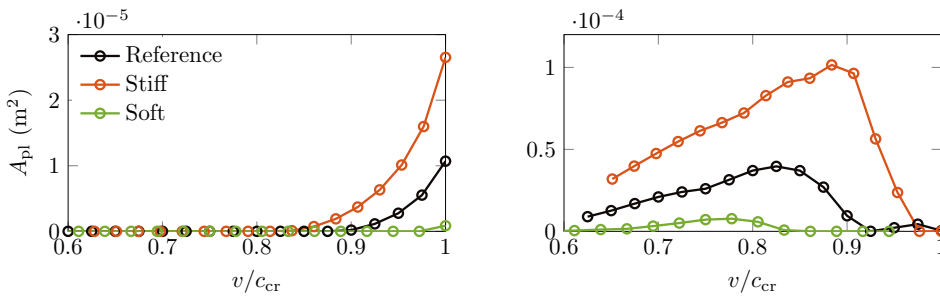 ·10⁻⁵
3
2
1
0
A_pl (m²)
Reference
Stiff
Soft
0.6 0.7 0.8 0.9 1
v/c_cr
·10⁻⁴
1
0.5
0
0.6 0.7 0.8 0.9 1
v/c_cr